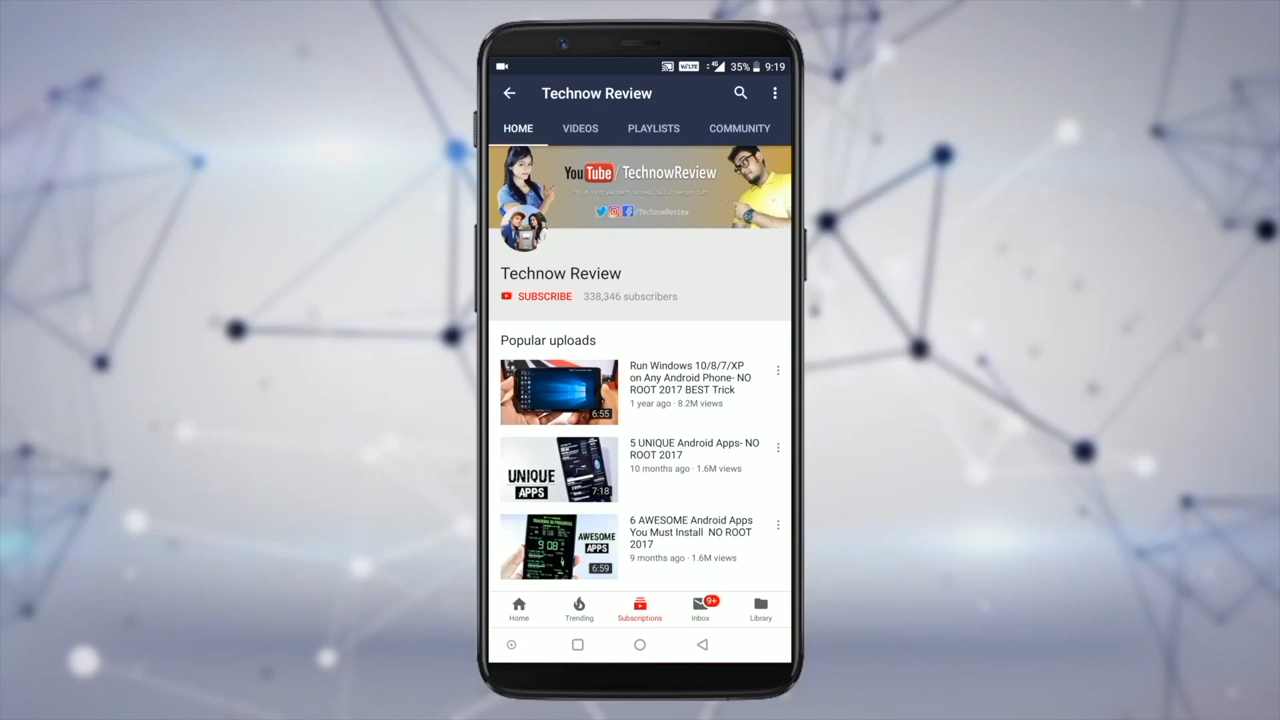 VoLTE 4G 35% 9:19
Technow Review
HOME VIDEOS PLAYLISTS COMMUNITY
YouTube / TechnowReview
/TechnowReview
Technow Review
SUBSCRIBE 338,346 subscribers
Popular uploads
Run Windows 10/8/7/XP
on Any Android Phone- NO
ROOT 2017 BEST Trick
1 year ago · 8.2M views
6:55
5 UNIQUE Android Apps- NO
ROOT 2017
10 months ago · 1.6M views
UNIQUE
APPS
7:18
6 AWESOME Android Apps
You Must Install NO ROOT
2017
9 months ago · 1.6M views
9 08
AWESOME
APPS
6:59
9+
Home Trending Subscriptions Inbox Library